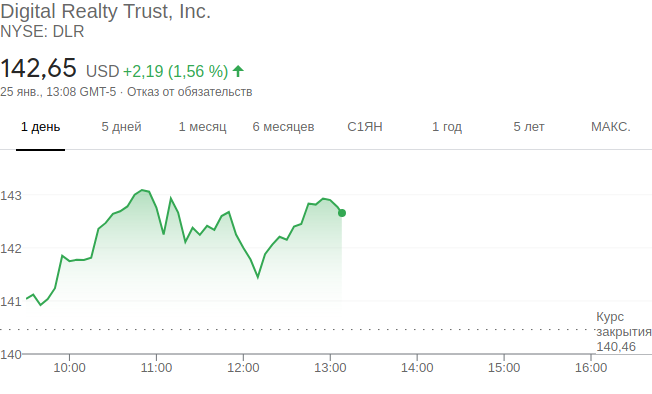 Digital Realty Trust, Inc.
NYSE: DLR
142,65 USD +2,19 (1,56 %)
25 янв., 13:08 GMT-5 · Отказ от обязательств
1 день 5 дней 1 месяц 6 месяцев С1ЯН 1 год 5 лет МАКС.
143
142
141
Курс
закрытия
140,46
140
10:00 11:00 12:00 13:00 14:00 15:00 16:00